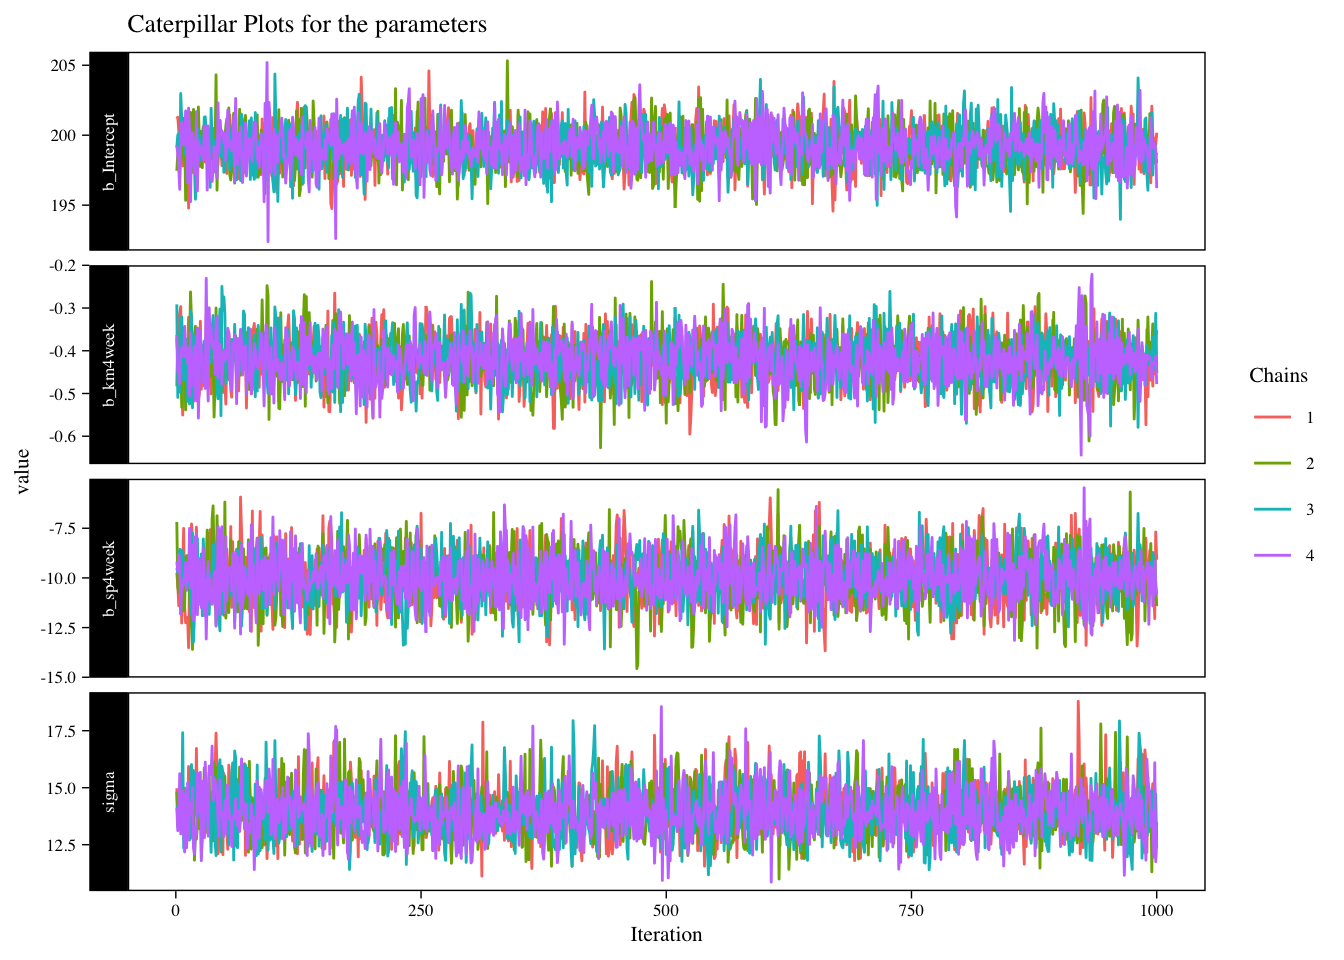 Caterpillar Plots for the parameters
value
b_Intercept
205
200
195
b_km4week
-0.2
-0.3
-0.4
-0.5
-0.6
b_sp4week
-7.5
-10.0
-12.5
-15.0
sigma
17.5
15.0
12.5
0 250 500 750 1000
Iteration
Chains
1
2
3
4